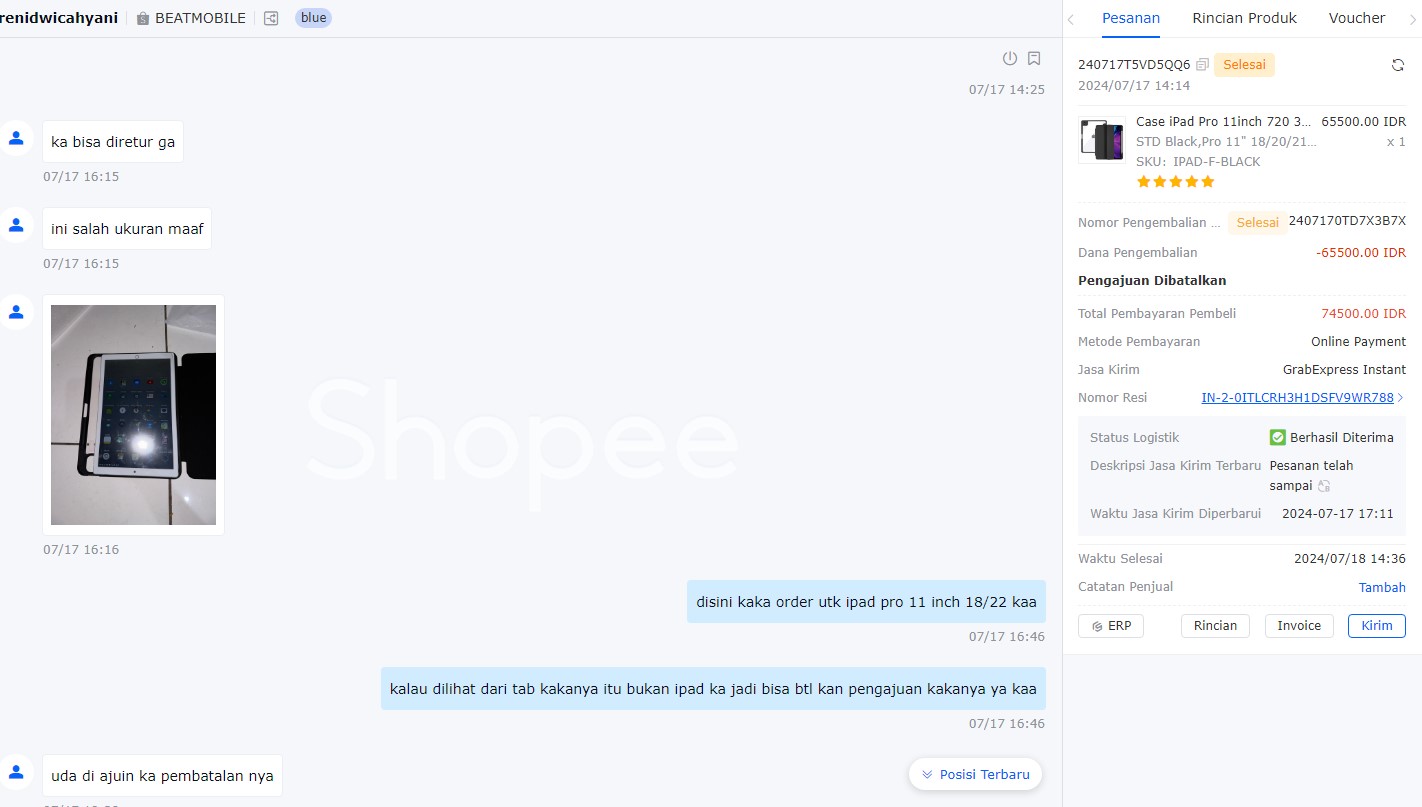 renidwicahyani BEATMOBILE blue
07/17 14:25
ka bisa diretur ga
07/17 16:15
ini salah ukuran maaf
07/17 16:15
07/17 16:16
Shopee
disini kaka order utk ipad pro 11 inch 18/22 kaa
07/17 16:46
kalau dilihat dari tab kakanya itu bukan ipad ka jadi bisa btl kan pengajuan kakanya ya kaa
07/17 16:46
uda di ajuin ka pembatalan nya
Posisi Terbaru
Pesanan Rincian Produk Voucher
240717T5VD5QQ6 Selesai
2024/07/17 14:14
Case iPad Pro 11inch 720 3... 65500.00 IDR
STD Black,Pro 11" 18/20/21... x 1
SKU: IPAD-F-BLACK
Nomor Pengembalian ... Selesai 2407170TD7X3B7X
Dana Pengembalian -65500.00 IDR
Pengajuan Dibatalkan
Total Pembayaran Pembeli 74500.00 IDR
Metode Pembayaran Online Payment
Jasa Kirim GrabExpress Instant
Nomor Resi IN-2-0ITLCRH3H1DSFV9WR788
Status Logistik Berhasil Diterima
Deskripsi Jasa Kirim Terbaru Pesanan telah
sampai
Waktu Jasa Kirim Diperbarui 2024-07-17 17:11
Waktu Selesai 2024/07/18 14:36
Catatan Penjual Tambah
ERP Rincian Invoice Kirim